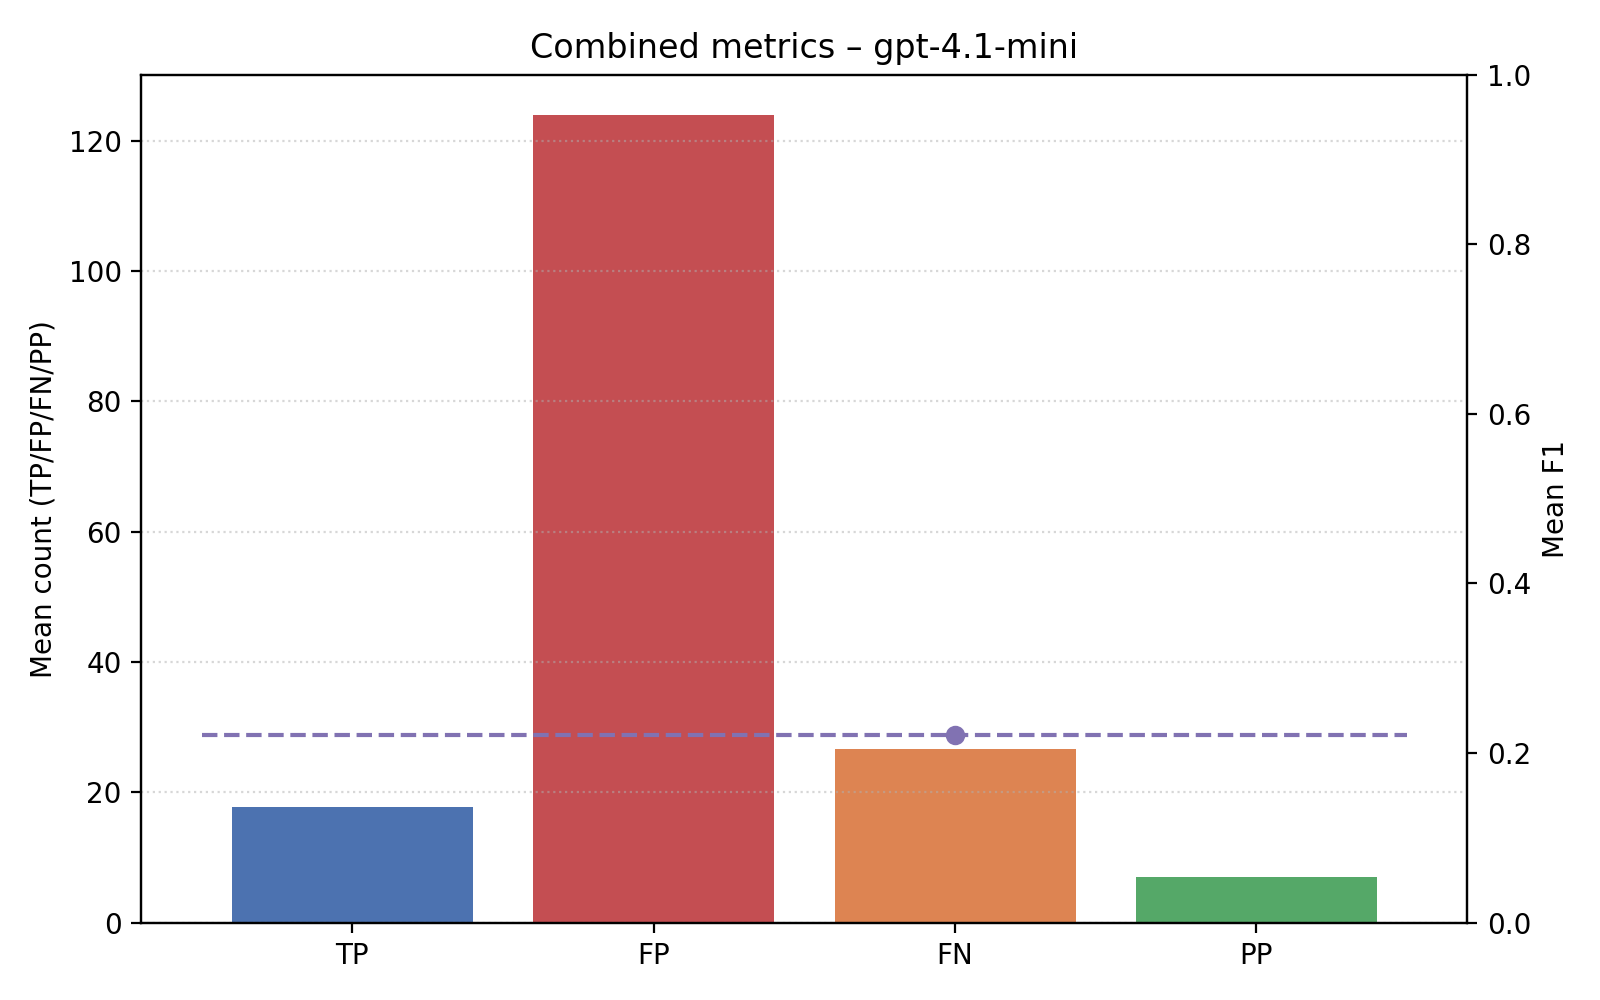 Combined metrics – gpt-4.1-mini
Mean count (TP/FP/FN/PP)
120
100
80
60
40
20
0
TP
FP
FN
PP
1.0
0.8
0.6
0.4
0.2
0.0
Mean F1